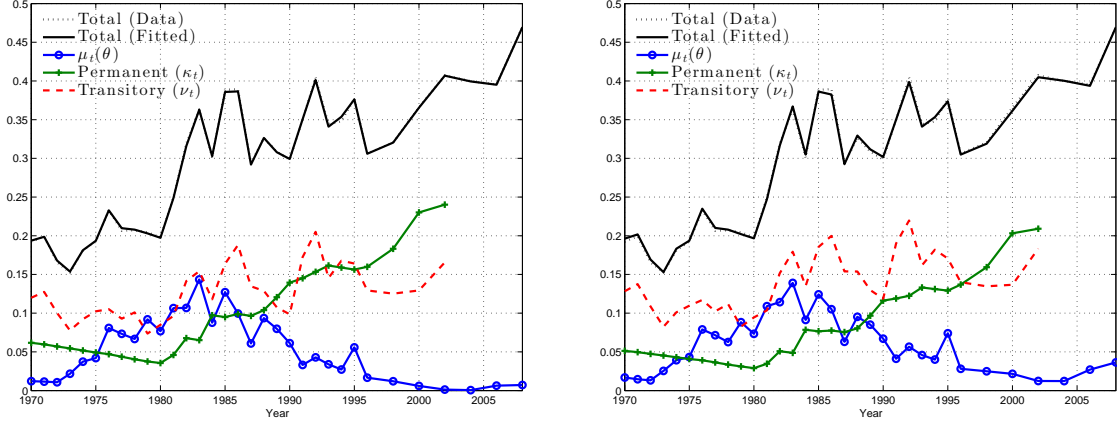 0.5
0.45
0.4
0.35
0.3
0.25
0.2
0.15
0.1
0.05
0
Total (Data)
Total (Fitted)
μₜ(θ)
Permanent (κₜ)
Transitory (νₜ)
1970 1975 1980 1985 1990 1995 2000 2005
Year
0.5
0.45
0.4
0.35
0.3
0.25
0.2
0.15
0.1
0.05
0
Total (Data)
Total (Fitted)
μₜ(θ)
Permanent (κₜ)
Transitory (νₜ)
1970 1975 1980 1985 1990 1995 2000 2005
Year